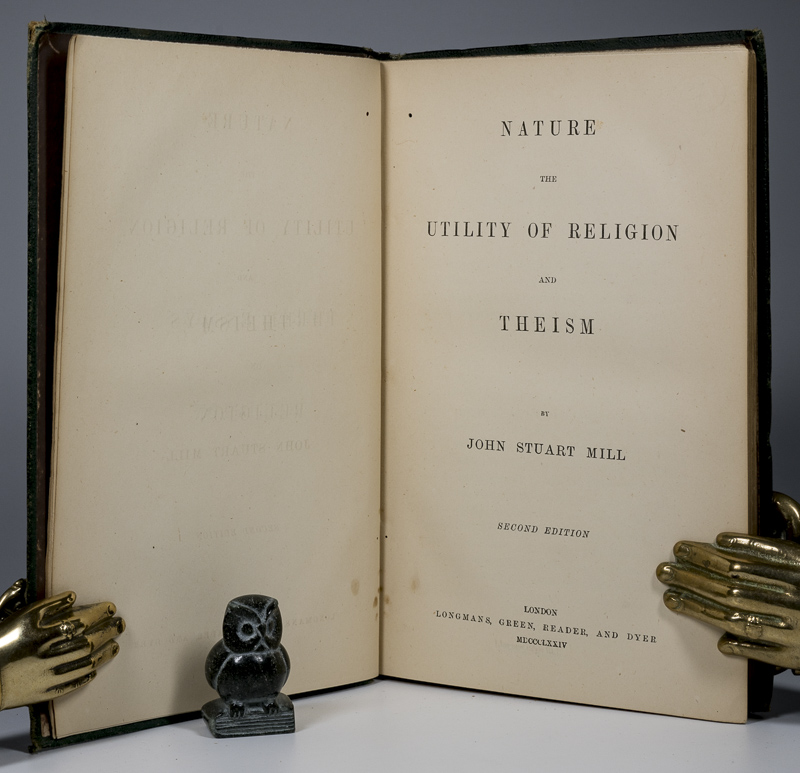 NATURE
THE
UTILITY OF RELIGION
AND
THEISM
BY
JOHN STUART MILL
SECOND EDITION
LONDON
LONGMANS, GREEN, READER, AND DYER
MDCCCLXXIV